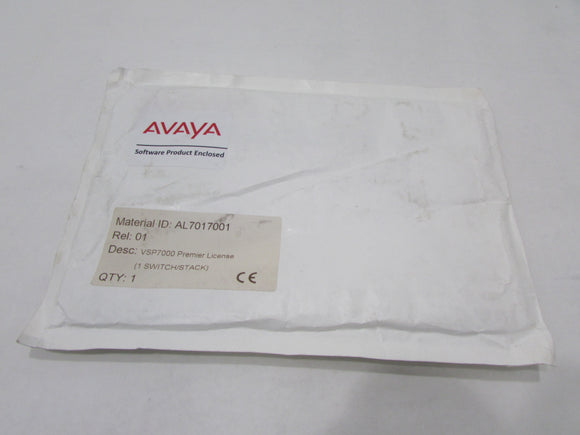 AVAYA
Software Product Enclosed
Material ID: AL7017001
Rel: 01
Desc: VSP7000 Premier License
(1 SWITCH/STACK)
QTY: 1 CE